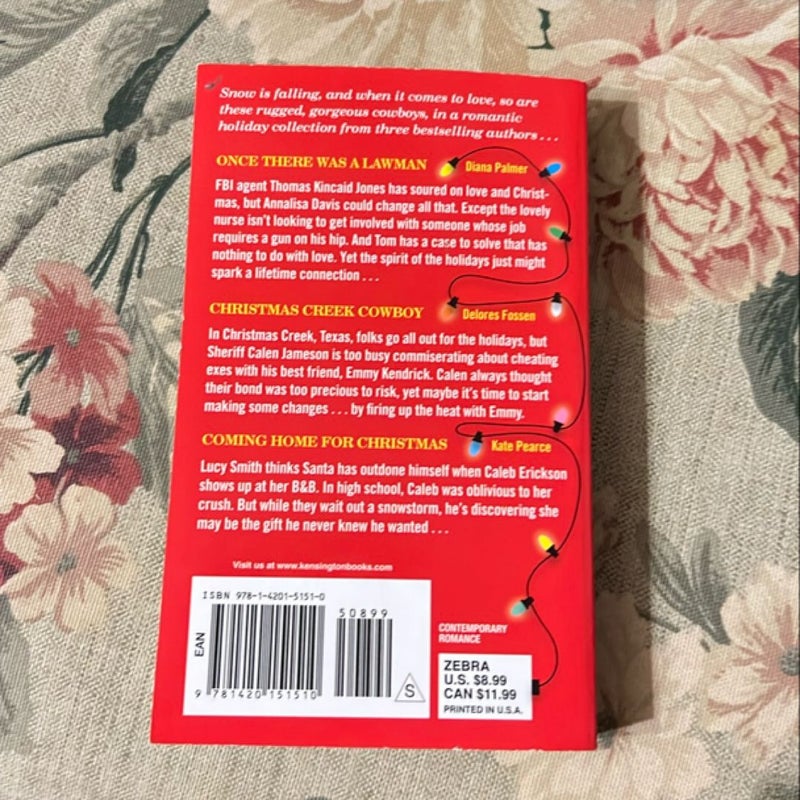 Snow is falling, and when it comes to love, so are
these rugged, gorgeous cowboys, in a romantic
holiday collection from three bestselling authors . . .
ONCE THERE WAS A LAWMAN Diana Palmer
FBI agent Thomas Kincaid Jones has soured on love and Christ-
mas, but Annalisa Davis could change all that. Except the lovely
nurse isn't looking to get involved with someone whose job
requires a gun on his hip. And Tom has a case to solve that has
nothing to do with love. Yet the spirit of the holidays just might
spark a lifetime connection . . .
CHRISTMAS CREEK COWBOY Delores Fossen
In Christmas Creek, Texas, folks go all out for the holidays, but
Sheriff Calen Jameson is too busy commiserating about cheating
exes with his best friend, Emmy Kendrick. Calen always thought
their bond was too precious to risk, yet maybe it's time to start
making some changes . . . by firing up the heat with Emmy.
COMING HOME FOR CHRISTMAS Kate Pearce
Lucy Smith thinks Santa has outdone himself when Caleb Erickson
shows up at her B&B. In high school, Caleb was oblivious to her
crush. But while they wait out a snowstorm, he's discovering she
may be the gift he never knew he wanted . . .
Visit us at www.kensingtonbooks.com
ISBN 978-1-4201-5151-0
50899
EAN
9 781420 151510
S
CONTEMPORARY
ROMANCE
ZEBRA
U.S. $8.99
CAN $11.99
PRINTED IN U.S.A.